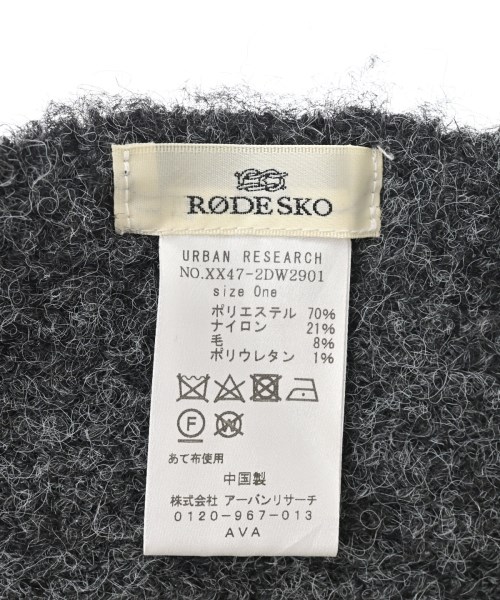 RØDE SKO
URBAN RESEARCH
NO.XX47-2DW2901
size One
ポリエステル 70%
ナイロン 21%
毛 8%
ポリウレタン 1%
F W
あて布使用
中国製
株式会社 アーバンリサーチ
0120-967-013
AVA